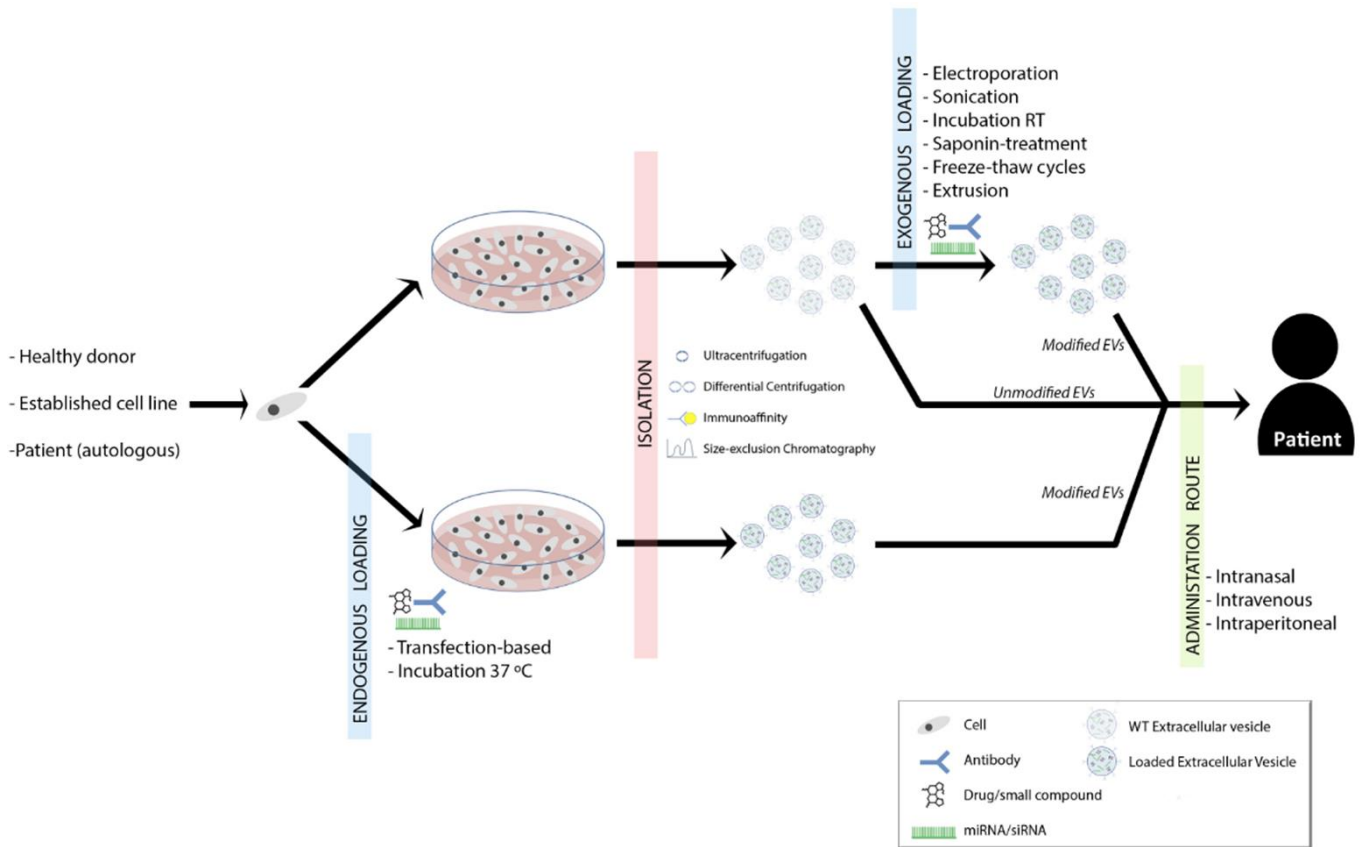 - Healthy donor
- Established cell line
-Patient (autologous)
ENDOGENOUS LOADING
- Transfection-based
- Incubation 37 ºC
ISOLATION
Ultracentrifugation
Differential Centrifugation
Immunoaffinity
Size-exclusion Chromatography
EXOGENOUS LOADING
- Electroporation
- Sonication
- Incubation RT
- Saponin-treatment
- Freeze-thaw cycles
- Extrusion
Modified EVs
Unmodified EVs
Modified EVs
ADMINISTATION ROUTE
- Intranasal
- Intravenous
- Intraperitoneal
Patient
Cell
Antibody
Drug/small compound
miRNA/siRNA
WT Extracellular vesicle
Loaded Extracellular Vesicle